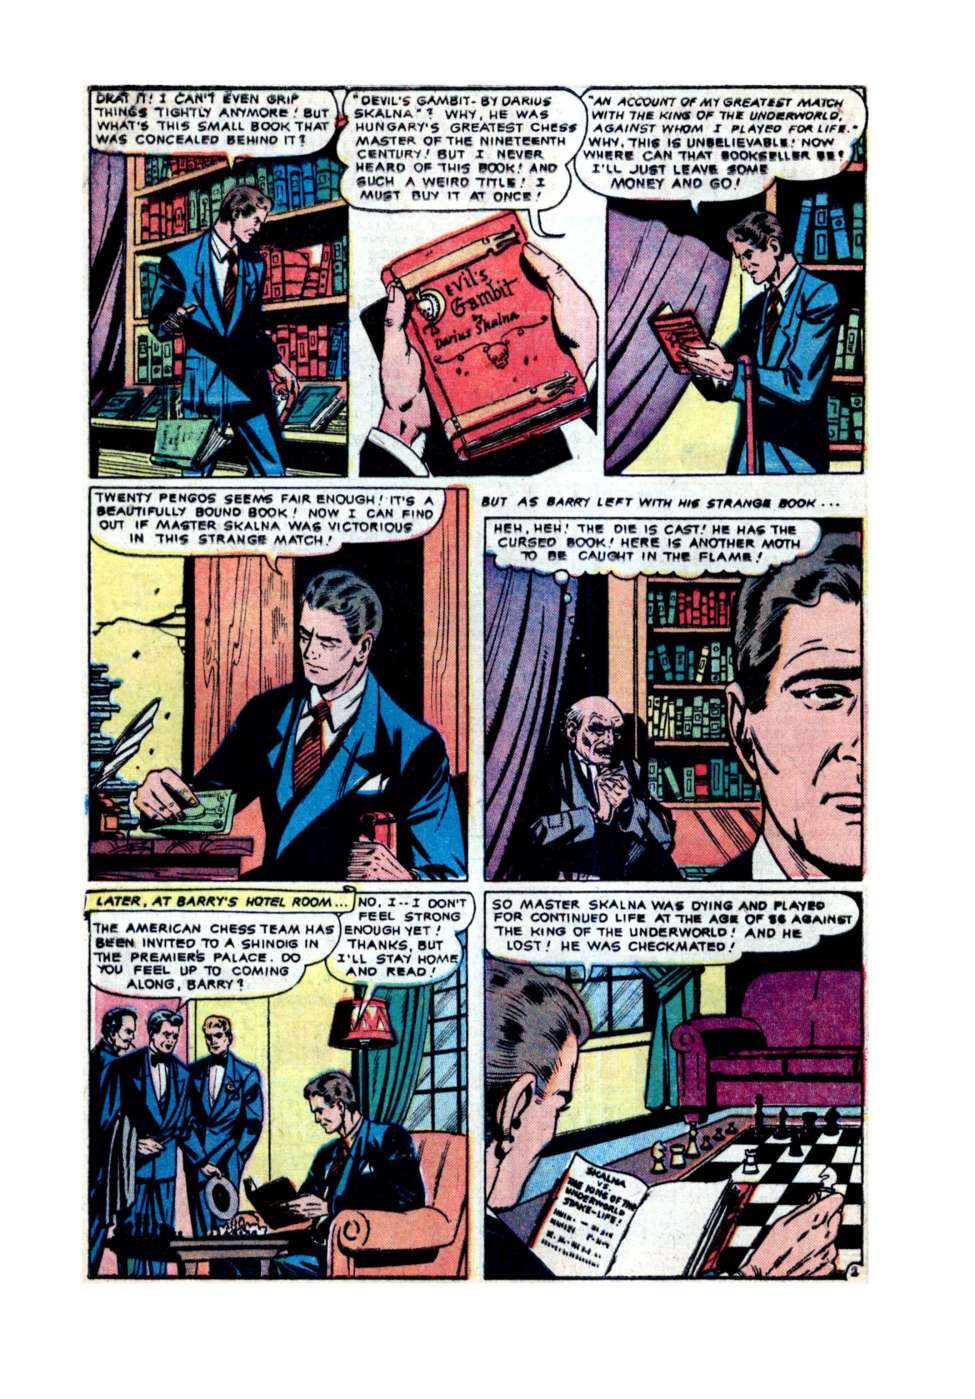 DRAT IT! I CAN'T EVEN GRIP
THINGS TIGHTLY ANYMORE! BUT
WHAT'S THIS SMALL BOOK THAT
WAS CONCEALED BEHIND IT?
"DEVIL'S GAMBIT- BY DARIUS
SKALNA"? WHY, HE WAS
HUNGARY'S GREATEST CHESS
MASTER OF THE NINETEENTH
CENTURY! BUT I NEVER
HEARD OF THIS BOOK! AND
SUCH A WEIRD TITLE! I
MUST BUY IT AT ONCE!
DEVIL'S
Gambit
by
Darius Skalna
"AN ACCOUNT OF MY GREATEST MATCH
WITH THE KING OF THE UNDERWORLD,
AGAINST WHOM I PLAYED FOR LIFE."
WHY, THIS IS UNBELIEVABLE! NOW
WHERE CAN THAT BOOKSELLER BE?
I'LL JUST LEAVE SOME
MONEY AND GO!
TWENTY PENGOS SEEMS FAIR ENOUGH! IT'S A
BEAUTIFULLY BOUND BOOK! NOW I CAN FIND
OUT IF MASTER SKALNA WAS VICTORIOUS
IN THIS STRANGE MATCH!
BUT AS BARRY LEFT WITH HIS STRANGE BOOK...
HEH, HEH! THE DIE IS CAST! HE HAS THE
CURSED BOOK! HERE IS ANOTHER MOTH
TO BE CAUGHT IN THE FLAME!
LATER, AT BARRY'S HOTEL ROOM...
THE AMERICAN CHESS TEAM HAS
BEEN INVITED TO A SHINDIG IN
THE PREMIER'S PALACE. DO
YOU FEEL UP TO COMING
ALONG, BARRY?
NO, I--I DON'T
FEEL STRONG
ENOUGH YET!
THANKS, BUT
I'LL STAY HOME
AND READ!
SO MASTER SKALNA WAS DYING AND PLAYED
FOR CONTINUED LIFE AT THE AGE OF 86 AGAINST
THE KING OF THE UNDERWORLD! AND HE
LOST! HE WAS CHECKMATED!
SKALNA
VS.
THE KING OF THE
UNDERWORLD
STAKE-LIFE!
2